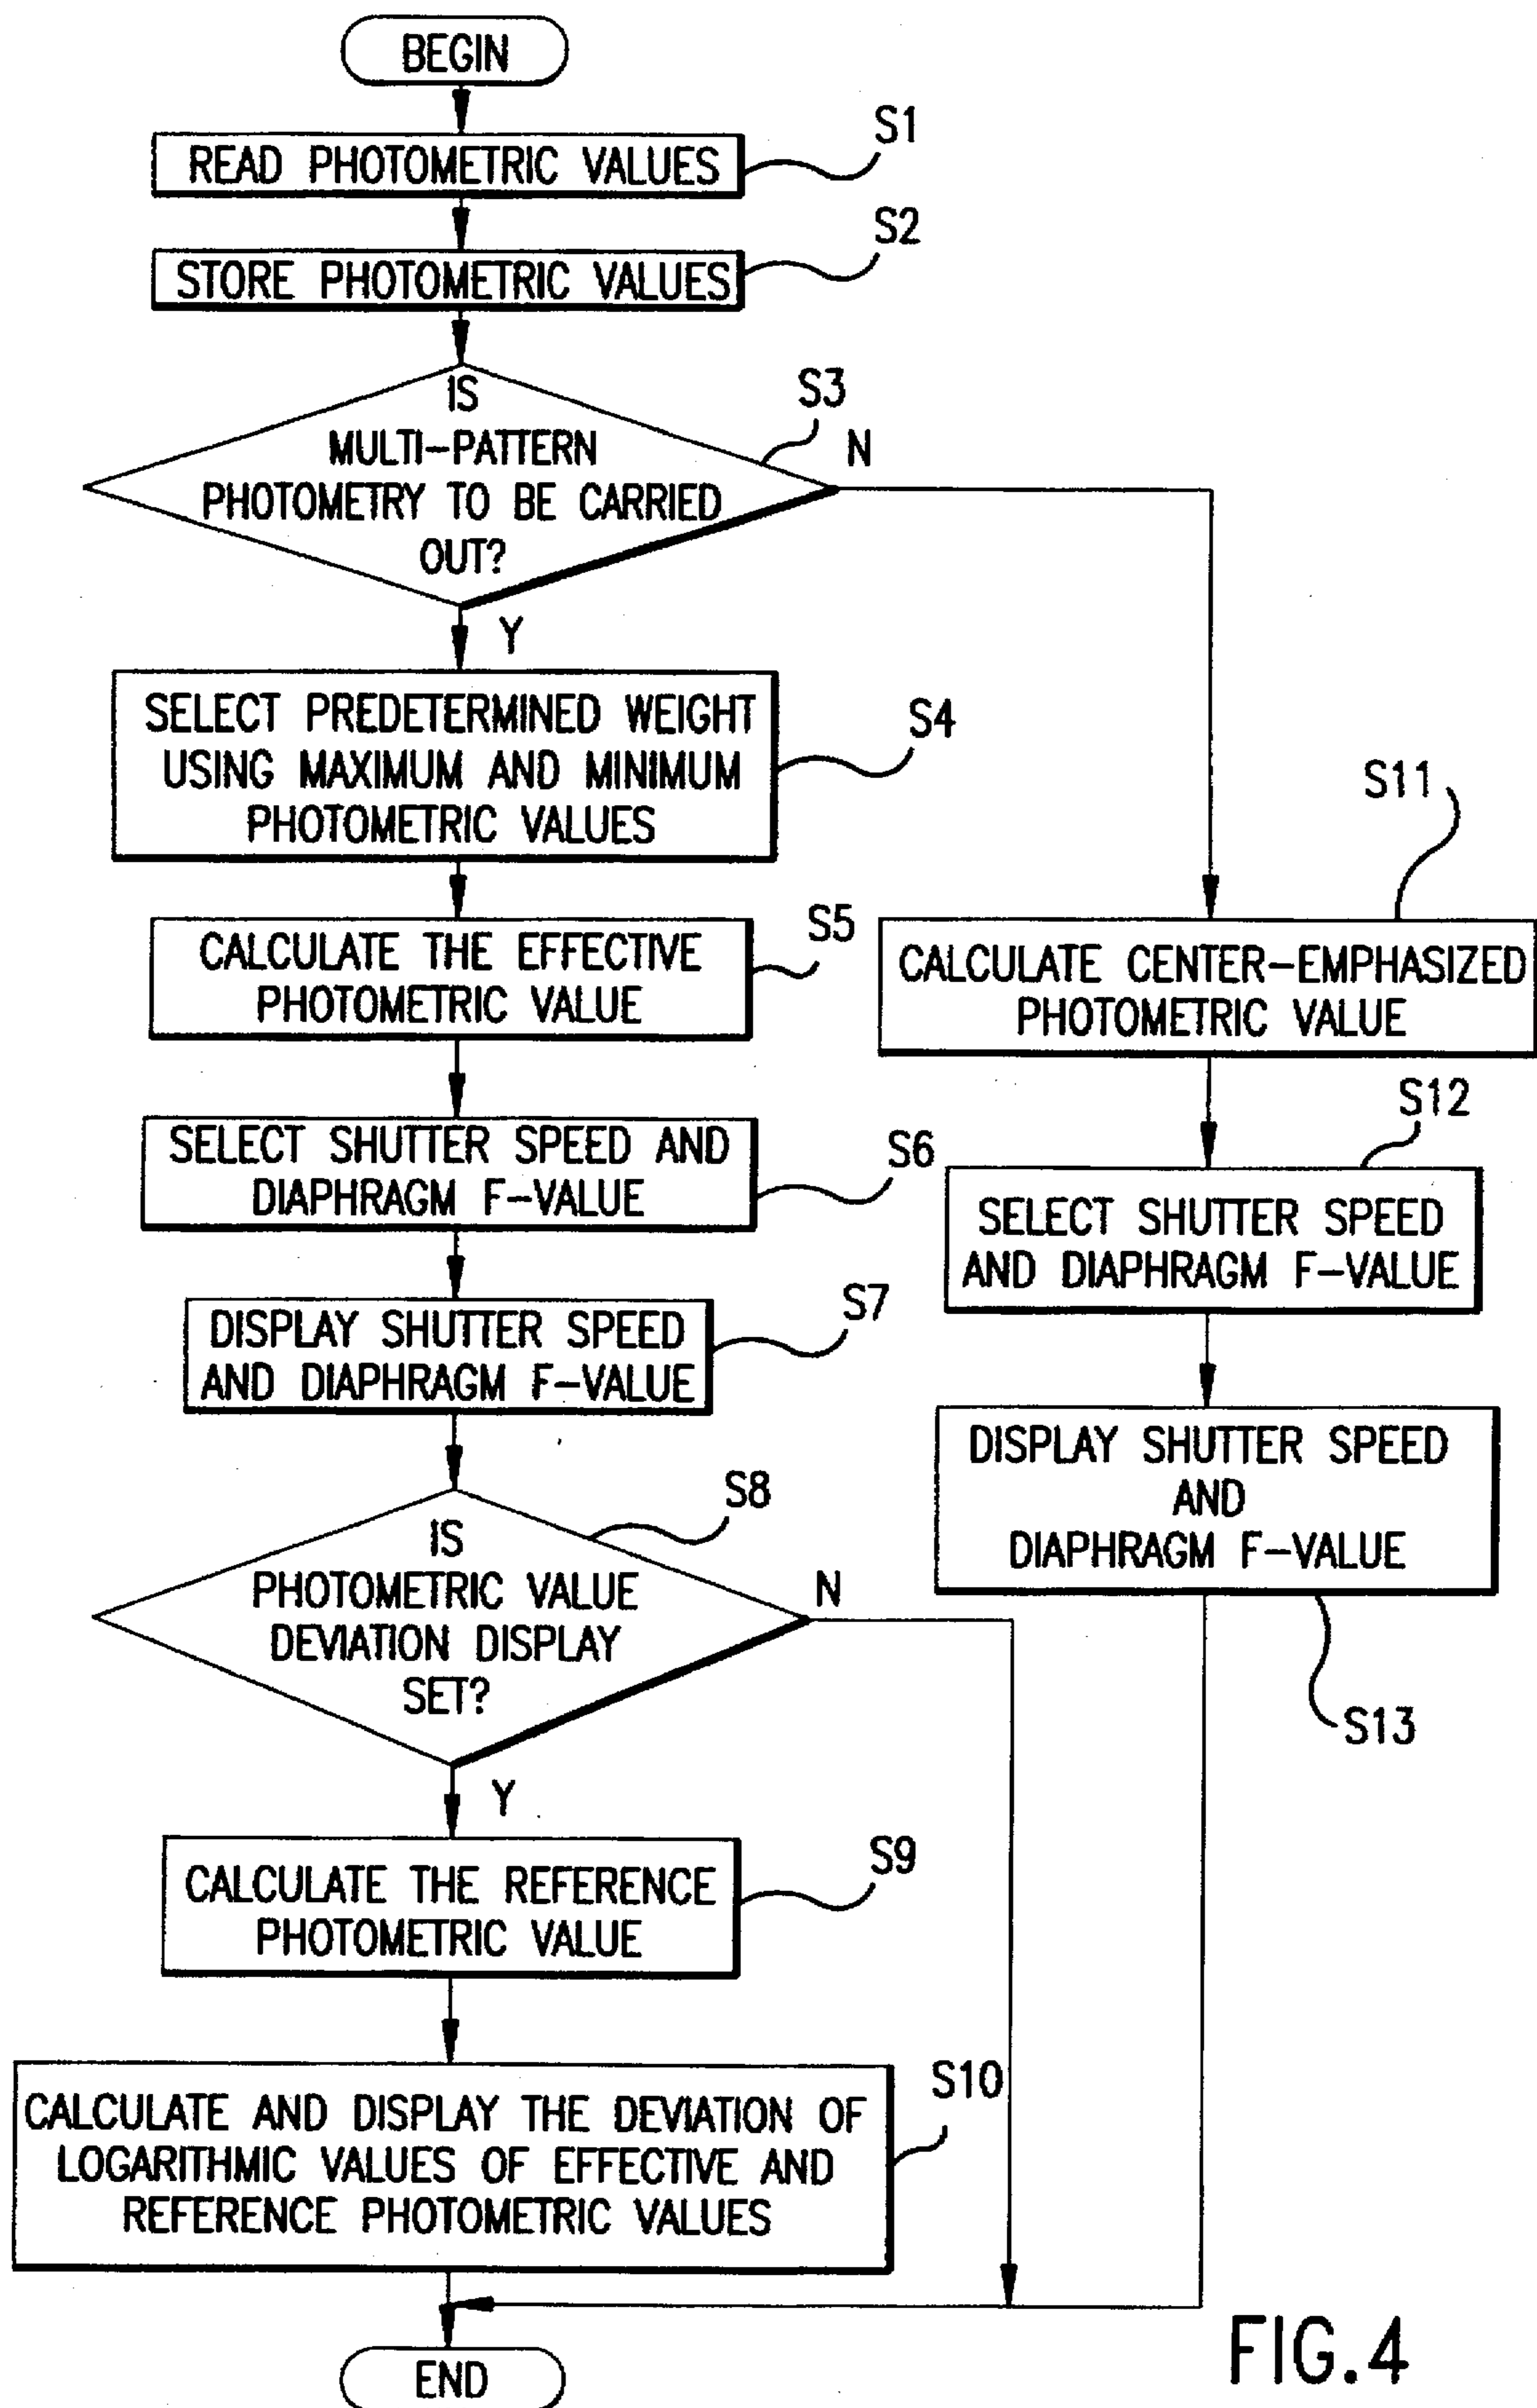 BEGIN
S1
READ PHOTOMETRIC VALUES
S2
STORE PHOTOMETRIC VALUES
S3
IS
MULTI-PATTERN
PHOTOMETRY TO BE CARRIED
OUT?
N
Y
SELECT PREDETERMINED WEIGHT
USING MAXIMUM AND MINIMUM
PHOTOMETRIC VALUES
S4
CALCULATE THE EFFECTIVE
PHOTOMETRIC VALUE
S5
SELECT SHUTTER SPEED AND
DIAPHRAGM F-VALUE
S6
DISPLAY SHUTTER SPEED
AND DIAPHRAGM F-VALUE
S7
S8
IS
PHOTOMETRIC VALUE
DEVIATION DISPLAY
SET?
N
Y
CALCULATE THE REFERENCE
PHOTOMETRIC VALUE
S9
CALCULATE AND DISPLAY THE DEVIATION OF
LOGARITHMIC VALUES OF EFFECTIVE AND
REFERENCE PHOTOMETRIC VALUES
S10
S11
CALCULATE CENTER-EMPHASIZED
PHOTOMETRIC VALUE
S12
SELECT SHUTTER SPEED
AND DIAPHRAGM F-VALUE
DISPLAY SHUTTER SPEED
AND
DIAPHRAGM F-VALUE
S13
END
FIG.4